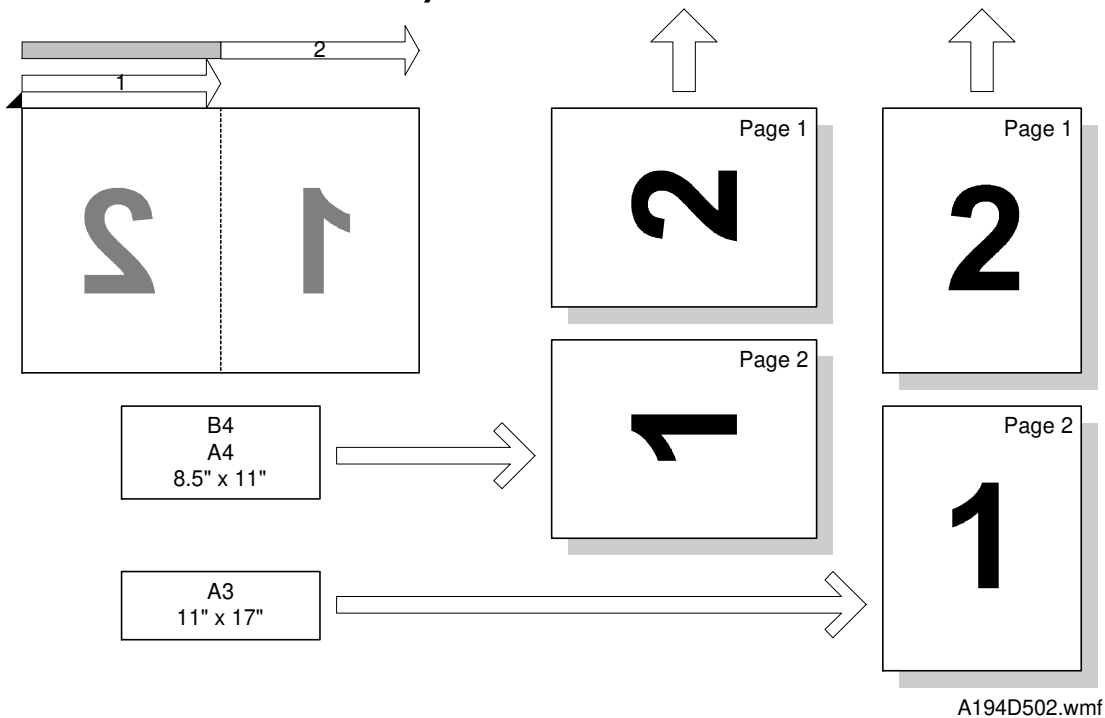 2
1
2 1
Page 1
2
Page 2
1
Page 1
2
Page 2
1
B4
A4
8.5" x 11"
A3
11" x 17"
A194D502.wmf